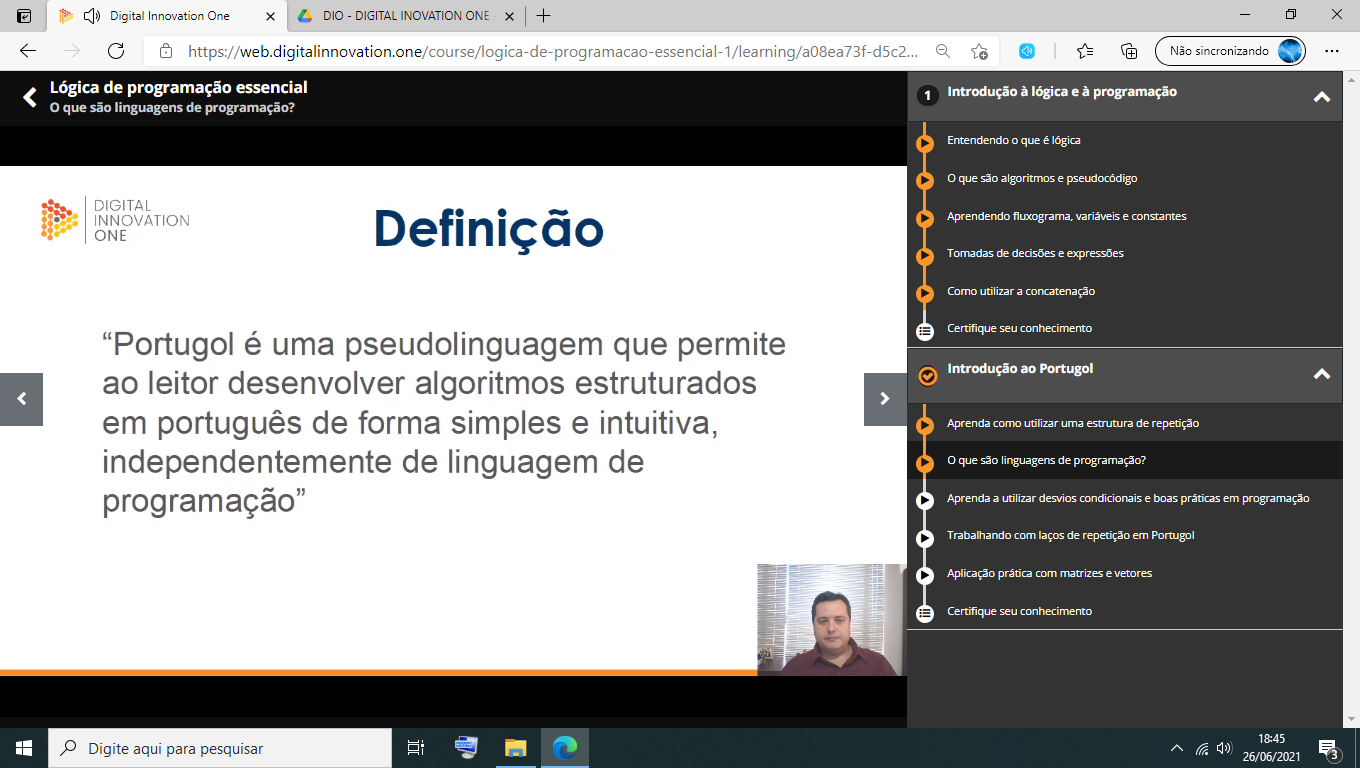 Digital Innovation One
DIO - DIGITAL INOVATION ONE
https://web.digitalinnovation.one/course/logica-de-programacao-essencial-1/learning/a08ea73f-d5c2...
Não sincronizando
Lógica de programação essencial
O que são linguagens de programação?
DIGITAL
INNOVATION
ONE
Definição
“Portugol é uma pseudolinguagem que permite
ao leitor desenvolver algoritmos estruturados
em português de forma simples e intuitiva,
independentemente de linguagem de
programação”
1
Introdução à lógica e à programação
Entendendo o que é lógica
O que são algoritmos e pseudocódigo
Aprendendo fluxograma, variáveis e constantes
Tomadas de decisões e expressões
Como utilizar a concatenação
Certifique seu conhecimento
Introdução ao Portugol
Aprenda como utilizar uma estrutura de repetição
O que são linguagens de programação?
Aprenda a utilizar desvios condicionais e boas práticas em programação
Trabalhando com laços de repetição em Portugol
Aplicação prática com matrizes e vetores
Certifique seu conhecimento
Digite aqui para pesquisar
18:45
26/06/2021
3